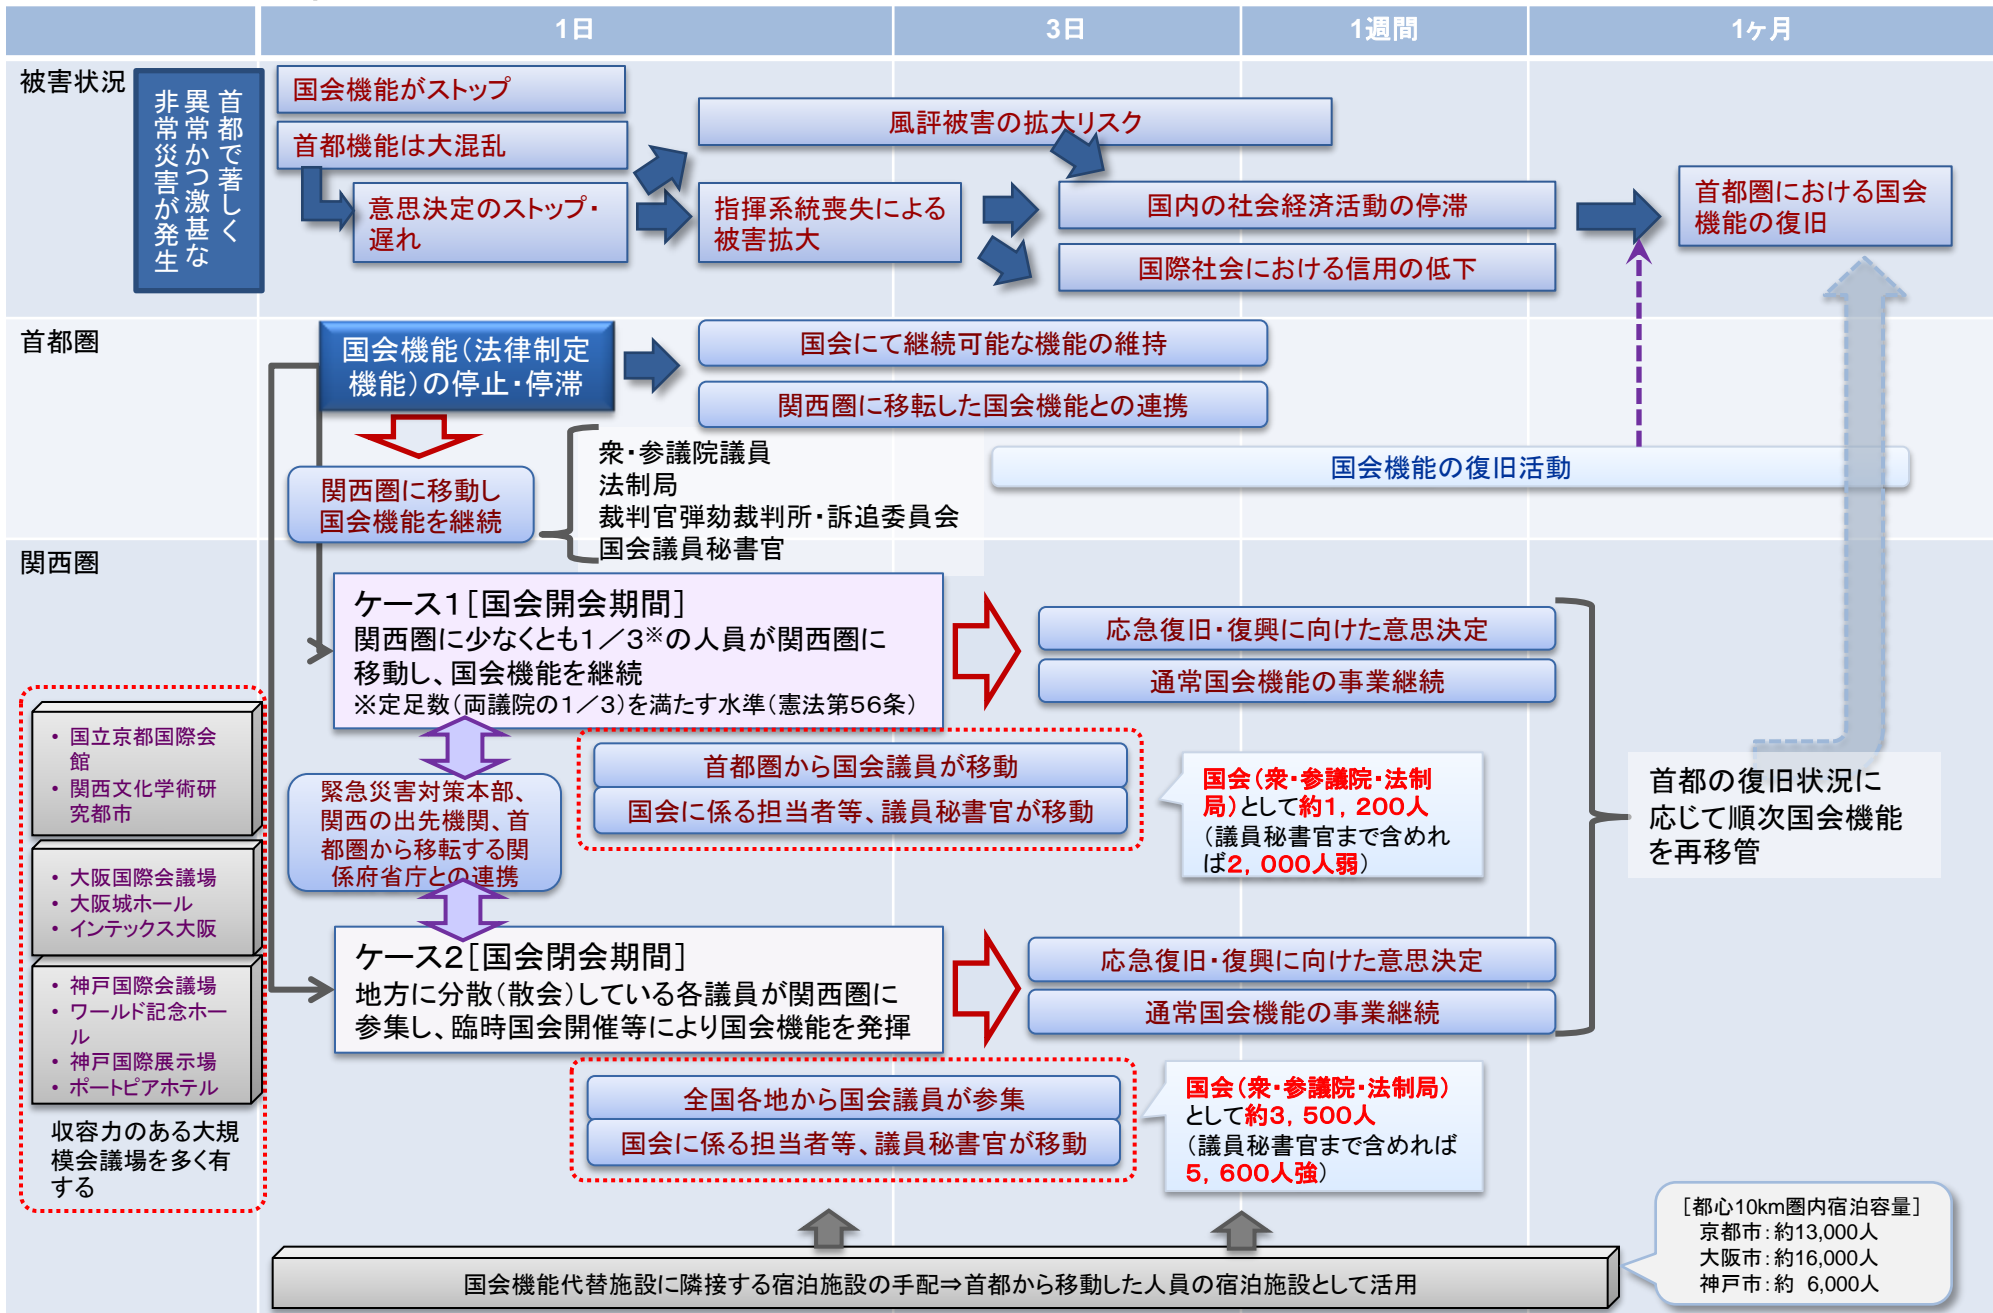 1日
3日
1週間
1ヶ月
被害状況
首都で著しく
異常かつ激甚な
非常災害が発生
国会機能がストップ
首都機能は大混乱
意思決定のストップ・
遅れ
風評被害の拡大リスク
指揮系統喪失による
被害拡大
国内の社会経済活動の停滞
国際社会における信用の低下
首都圏における国会
機能の復旧
首都圏
国会機能(法律制定
機能)の停止・停滞
国会にて継続可能な機能の維持
関西圏に移転した国会機能との連携
関西圏に移動し
国会機能を継続
衆・参議院議員
法制局
裁判官弾劾裁判所・訴追委員会
国会議員秘書官
国会機能の復旧活動
関西圏
ケース1[国会開会期間]
関西圏に少なくとも1/3※の人員が関西圏に
移動し、国会機能を継続
※定足数(両議院の1/3)を満たす水準(憲法第56条)
応急復旧・復興に向けた意思決定
通常国会機能の事業継続
首都圏から国会議員が移動
国会に係る担当者等、議員秘書官が移動
国会(衆・参議院・法制
局)として約1,200人
(議員秘書官まで含めれ
ば2,000人弱)
緊急災害対策本部、
関西の出先機関、首
都圏から移転する関
係府省庁との連携
首都の復旧状況に
応じて順次国会機能
を再移管
・国立京都国際会
館
・関西文化学術研
究都市
・大阪国際会議場
・大阪城ホール
・インテックス大阪
・神戸国際会議場
・ワールド記念ホー
ル
・神戸国際展示場
・ポートピアホテル
収容力のある大規
模会議場を多く有
する
ケース2[国会閉会期間]
地方に分散(散会)している各議員が関西圏に
参集し、臨時国会開催等により国会機能を発揮
応急復旧・復興に向けた意思決定
通常国会機能の事業継続
全国各地から国会議員が参集
国会に係る担当者等、議員秘書官が移動
国会(衆・参議院・法制局)
として約3,500人
(議員秘書官まで含めれば
5,600人強)
国会機能代替施設に隣接する宿泊施設の手配⇒首都から移動した人員の宿泊施設として活用
[都心10km圏内宿泊容量]
京都市:約13,000人
大阪市:約16,000人
神戸市:約 6,000人